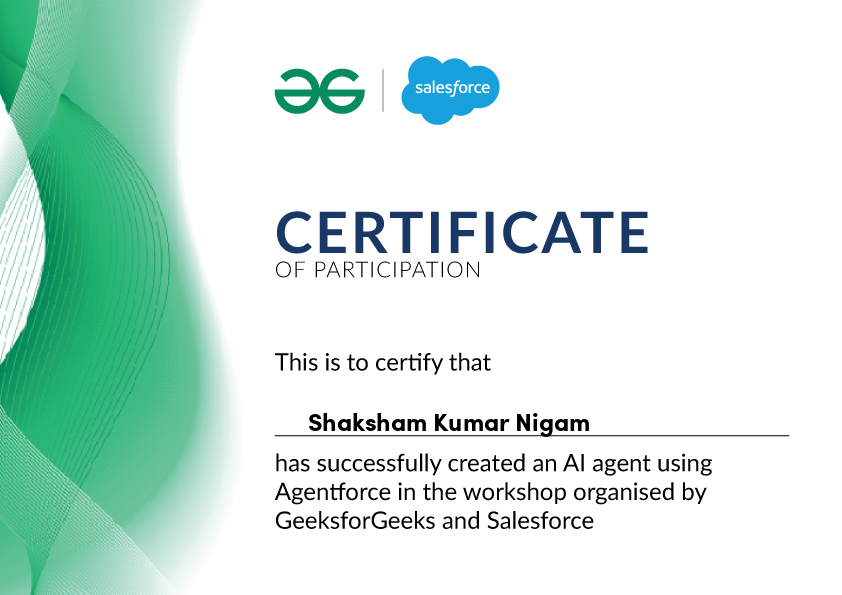 salesforce
CERTIFICATE
OF PARTICIPATION
This is to certify that
Shaksham Kumar Nigam
has successfully created an AI agent using
Agentforce in the workshop organised by
GeeksforGeeks and Salesforce